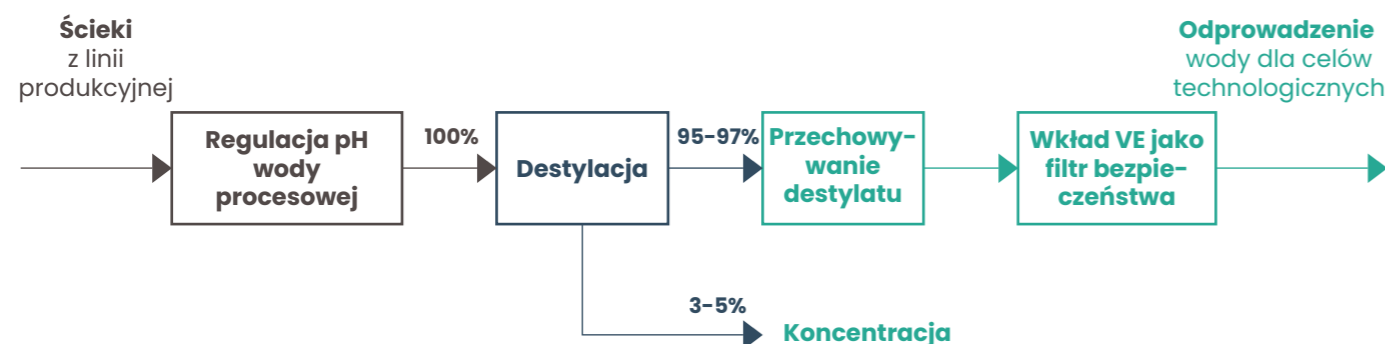 Ścieki
z linii
produkcyjnej
Regulacja pH
wody
procesowej
100%
Destylacja
95-97%
Przechowy-
wanie
destylatu
Wkład VE jako
filtr bezpie-
czeństwa
Odprowadzenie
wody dla celów
technologicznych
3-5%
Koncentracja